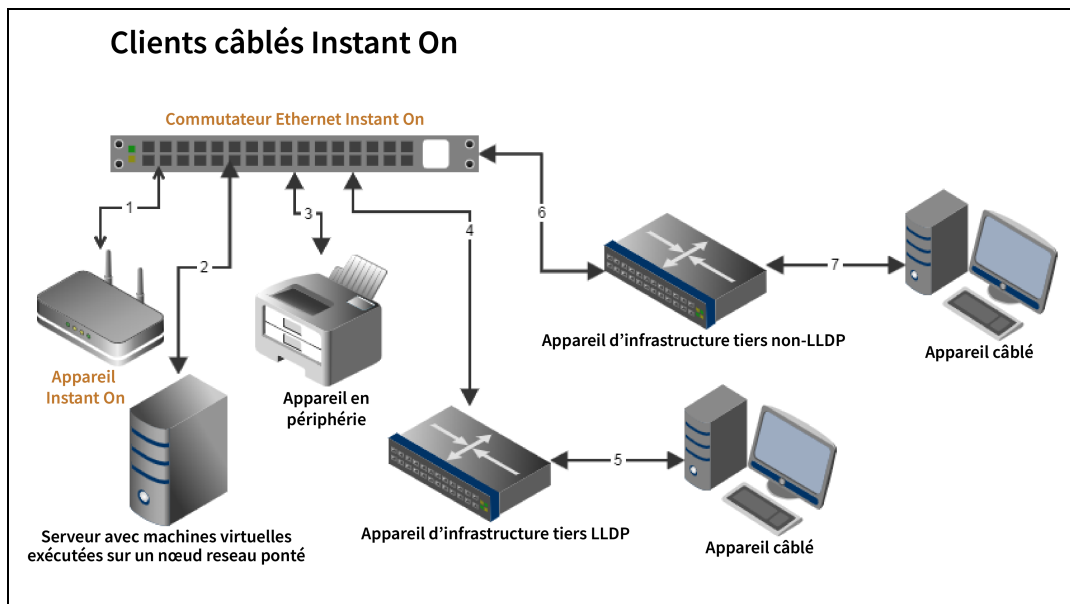 Clients câblés Instant On
Commutateur Ethernet Instant On
1
2
3
4
6
7
5
Appareil
Instant On
Appareil en
périphérie
Appareil d’infrastructure tiers non-LLDP
Appareil câblé
Serveur avec machines virtuelles
exécutées sur un nœud reseau ponté
Appareil d’infrastructure tiers LLDP
Appareil câblé